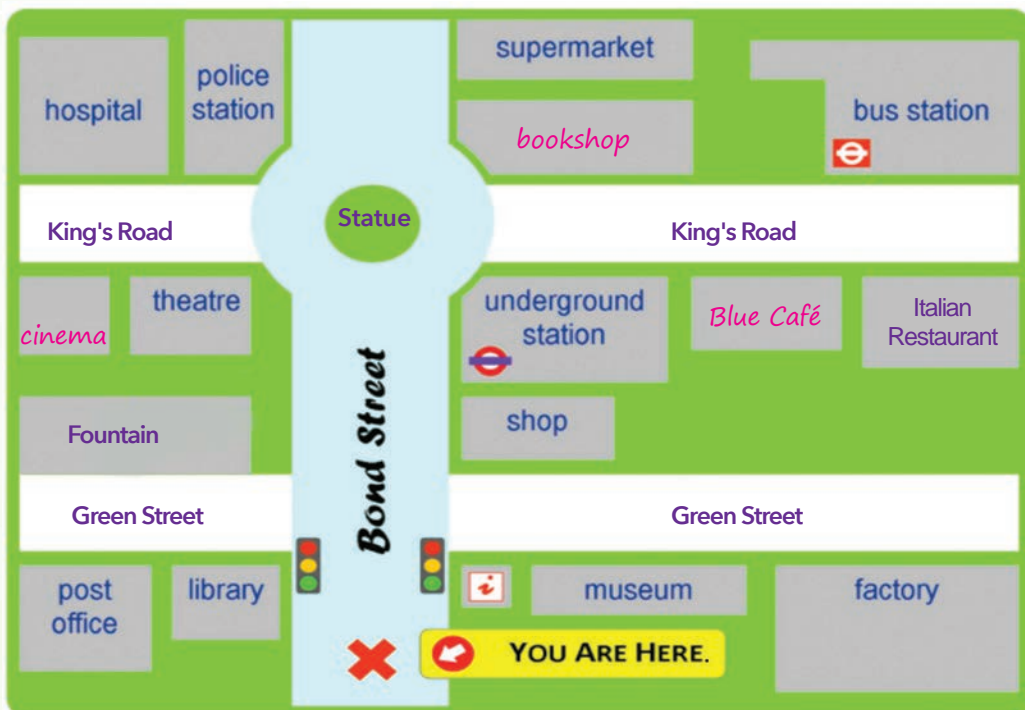 supermarket
police
station
hospital
bus station
bookshop
Statue
King's Road
King's Road
theatre
underground
station
Blue Café
Italian
Restaurant
cinema
Bond Street
shop
Fountain
Green Street
Green Street
i
post
office
library
museum
factory
YOU ARE HERE.